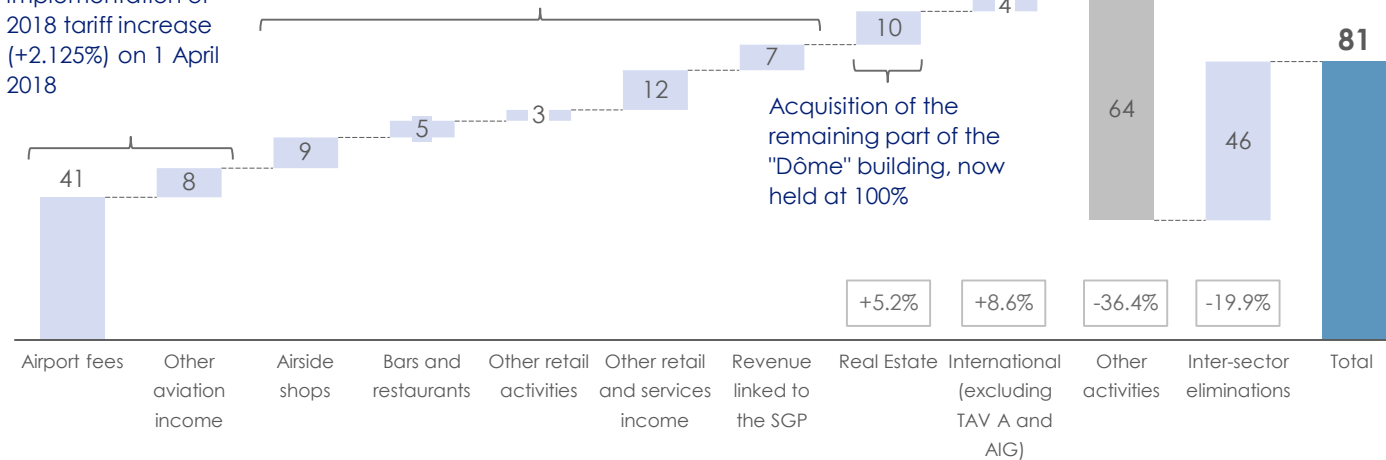 2018 tariff increase
(+2.125%) on 1 April
2018
41
8
9
5
3
12
7
10
4
64
46
81
Acquisition of the
remaining part of the
"Dôme" building, now
held at 100%
+5.2%
+8.6%
-36.4%
-19.9%
Airport fees
Other
aviation
income
Airside
shops
Bars and
restaurants
Other retail
activities
Other retail
and services
income
Revenue
linked to
the SGP
Real Estate
International
(excluding
TAV A and
AIG)
Other
activities
Inter-sector
eliminations
Total